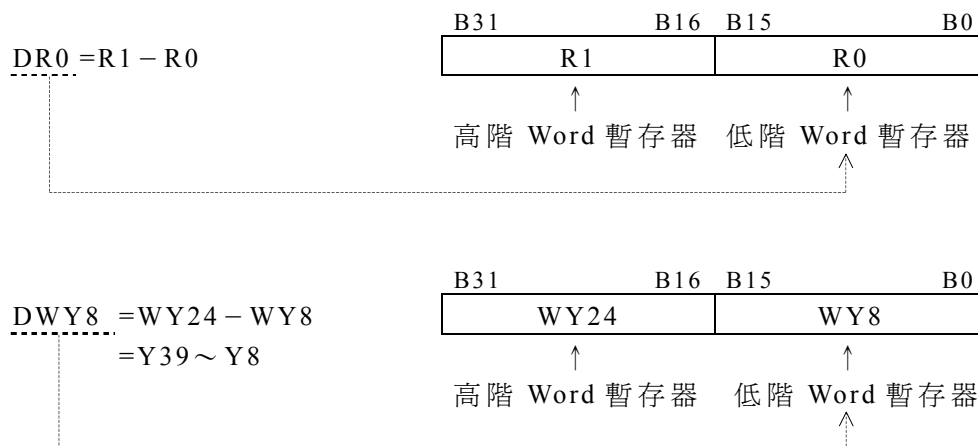 B31 B16 B15 B0
DR0=R1－R0 R1 R0
高階 Word 暫存器 低階 Word 暫存器
B31 B16 B15 B0
DWY8 =WY24－WY8 WY24 WY8
=Y39～Y8
高階 Word 暫存器 低階 Word 暫存器